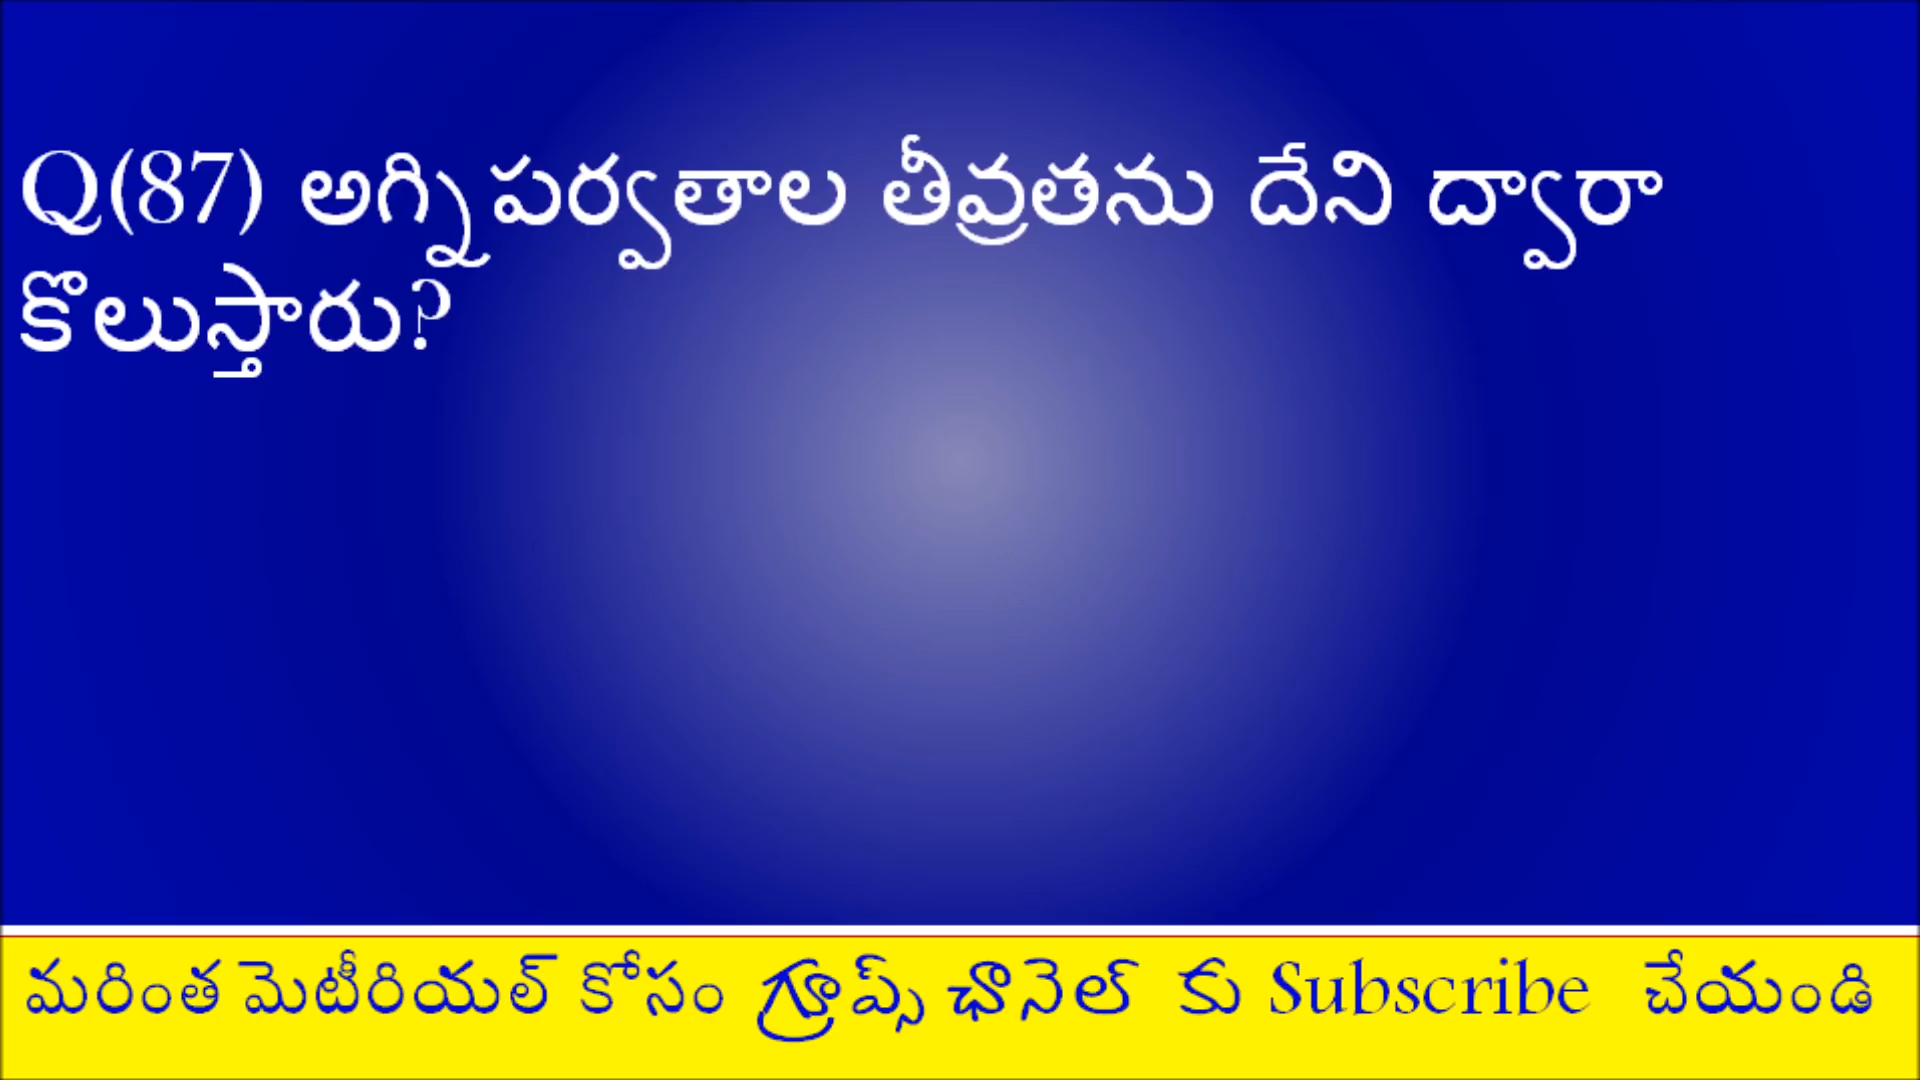 Q(87) అగ్నిపర్వతాల తీవ్రతను దేని ద్వారా
కొలుస్తారు?
మరింత మెటీరియల్ కోసం గ్రూప్స్ ఛానెల్ కు Subscribe చేయండి